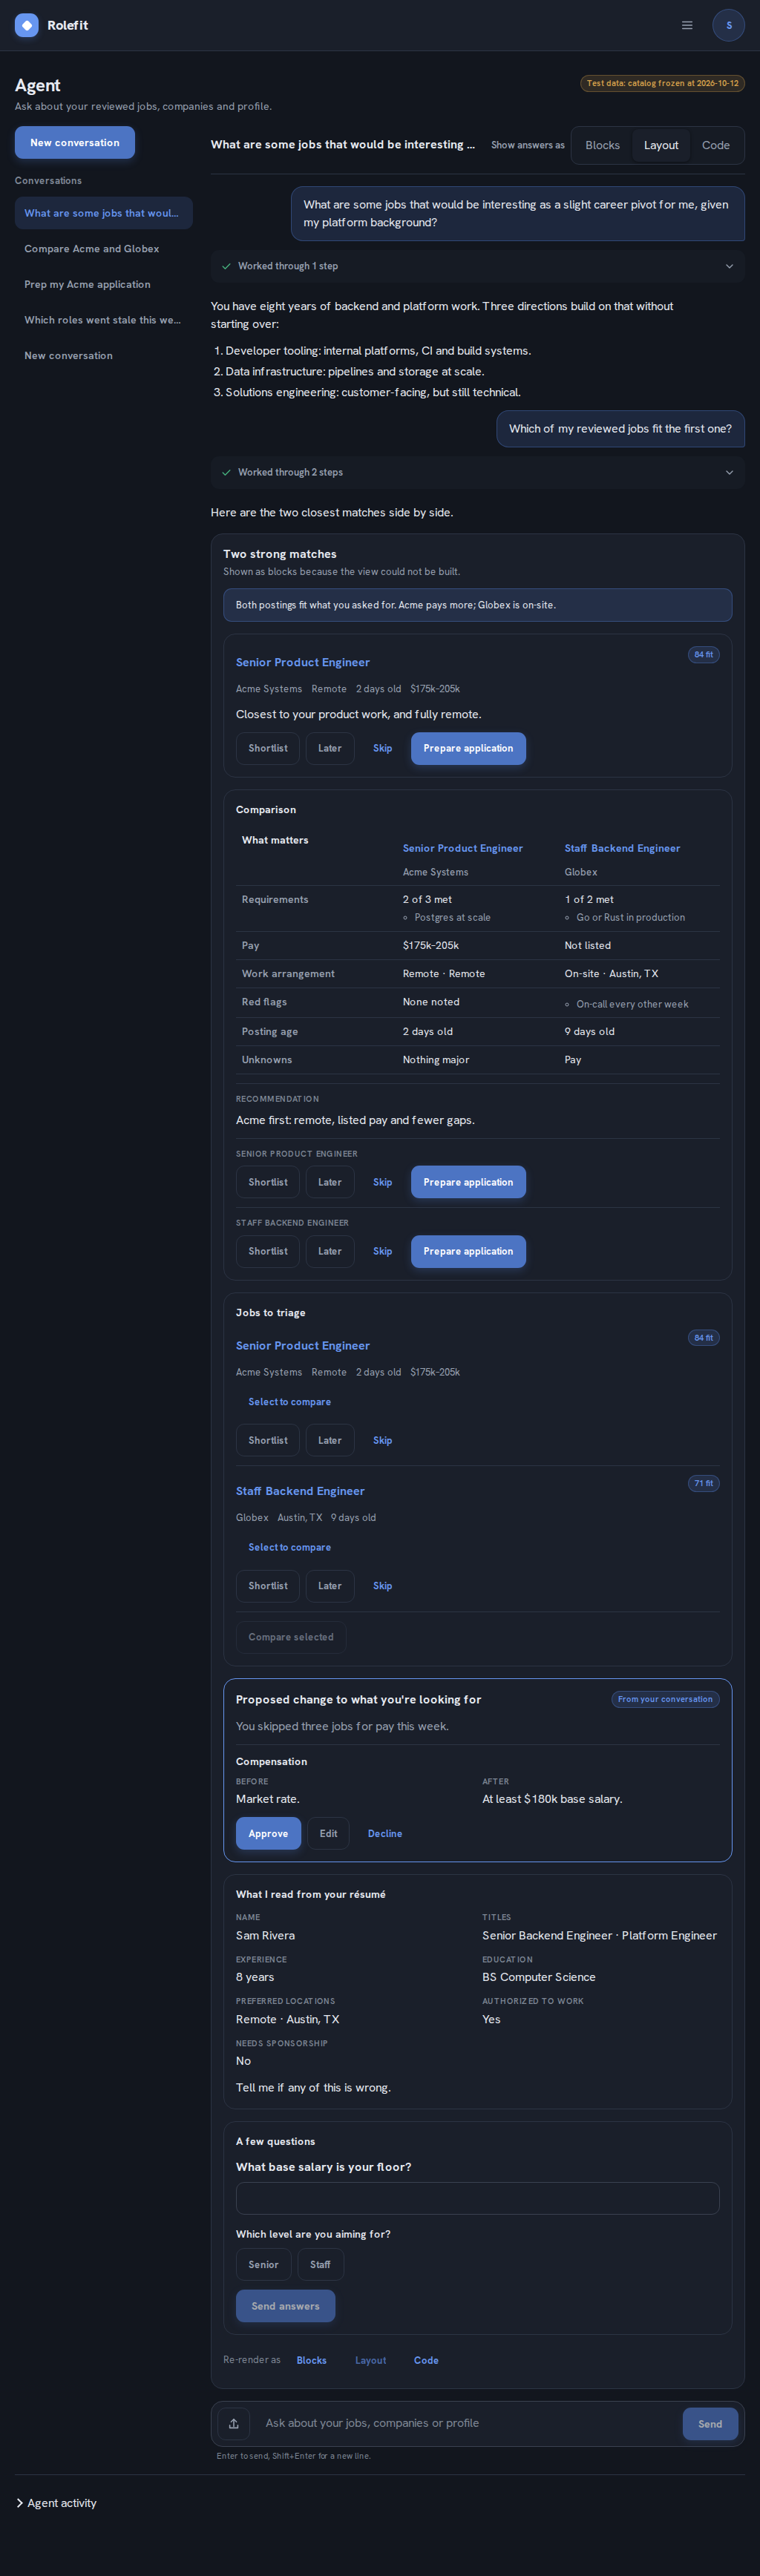 Rolefit
S
Agent
Test data: catalog frozen at 2026-10-12
Ask about your reviewed jobs, companies and profile.
New conversation
Conversations
What are some jobs that woul...
Compare Acme and Globex
Prep my Acme application
Which roles went stale this we...
New conversation
What are some jobs that would be interesting ...
Show answers as
Blocks
Layout
Code
What are some jobs that would be interesting as a slight career pivot for me, given
my platform background?
Worked through 1 step
You have eight years of backend and platform work. Three directions build on that without
starting over:
1. Developer tooling: internal platforms, CI and build systems.
2. Data infrastructure: pipelines and storage at scale.
3. Solutions engineering: customer-facing, but still technical.
Which of my reviewed jobs fit the first one?
Worked through 2 steps
Here are the two closest matches side by side.
Two strong matches
Shown as blocks because the view could not be built.
Both postings fit what you asked for. Acme pays more; Globex is on-site.
Senior Product Engineer
84 fit
Acme Systems Remote 2 days old $175k-205k
Closest to your product work, and fully remote.
Shortlist Later Skip Prepare application
Comparison
What matters Senior Product Engineer Staff Backend Engineer
Acme Systems Globex
Requirements 2 of 3 met 1 of 2 met
Postgres at scale Go or Rust in production
Pay $175k-205k Not listed
Work arrangement Remote · Remote On-site · Austin, TX
Red flags None noted On-call every other week
Posting age 2 days old 9 days old
Unknowns Nothing major Pay
RECOMMENDATION
Acme first: remote, listed pay and fewer gaps.
SENIOR PRODUCT ENGINEER
Shortlist Later Skip Prepare application
STAFF BACKEND ENGINEER
Shortlist Later Skip Prepare application
Jobs to triage
Senior Product Engineer
84 fit
Acme Systems Remote 2 days old $175k-205k
Select to compare
Shortlist Later Skip
Staff Backend Engineer
71 fit
Globex Austin, TX 9 days old
Select to compare
Shortlist Later Skip
Compare selected
Proposed change to what you're looking for
From your conversation
You skipped three jobs for pay this week.
Compensation
BEFORE AFTER
Market rate. At least $180k base salary.
Approve Edit Decline
What I read from your résumé
NAME TITLES
Sam Rivera Senior Backend Engineer · Platform Engineer
EXPERIENCE EDUCATION
8 years BS Computer Science
PREFERRED LOCATIONS AUTHORIZED TO WORK
Remote · Austin, TX Yes
NEEDS SPONSORSHIP
No
Tell me if any of this is wrong.
A few questions
What base salary is your floor?
Which level are you aiming for?
Senior Staff
Send answers
Re-render as Blocks Layout Code
Ask about your jobs, companies or profile
Send
Enter to send, Shift+Enter for a new line.
Agent activity